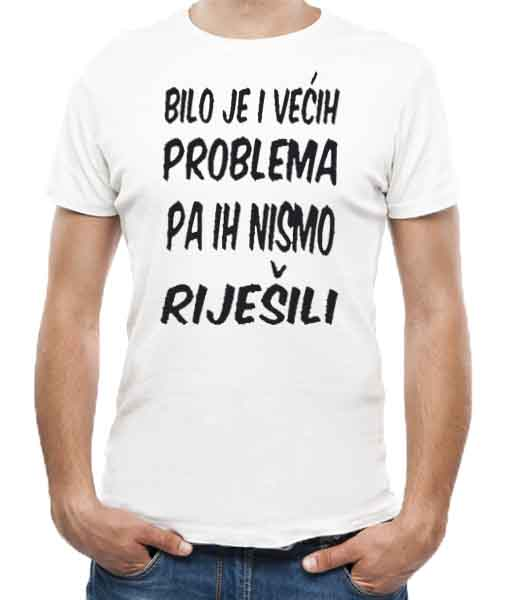 BILO JE I VEĆIH
PROBLEMA
PA IH NISMO
RIJEŠILI